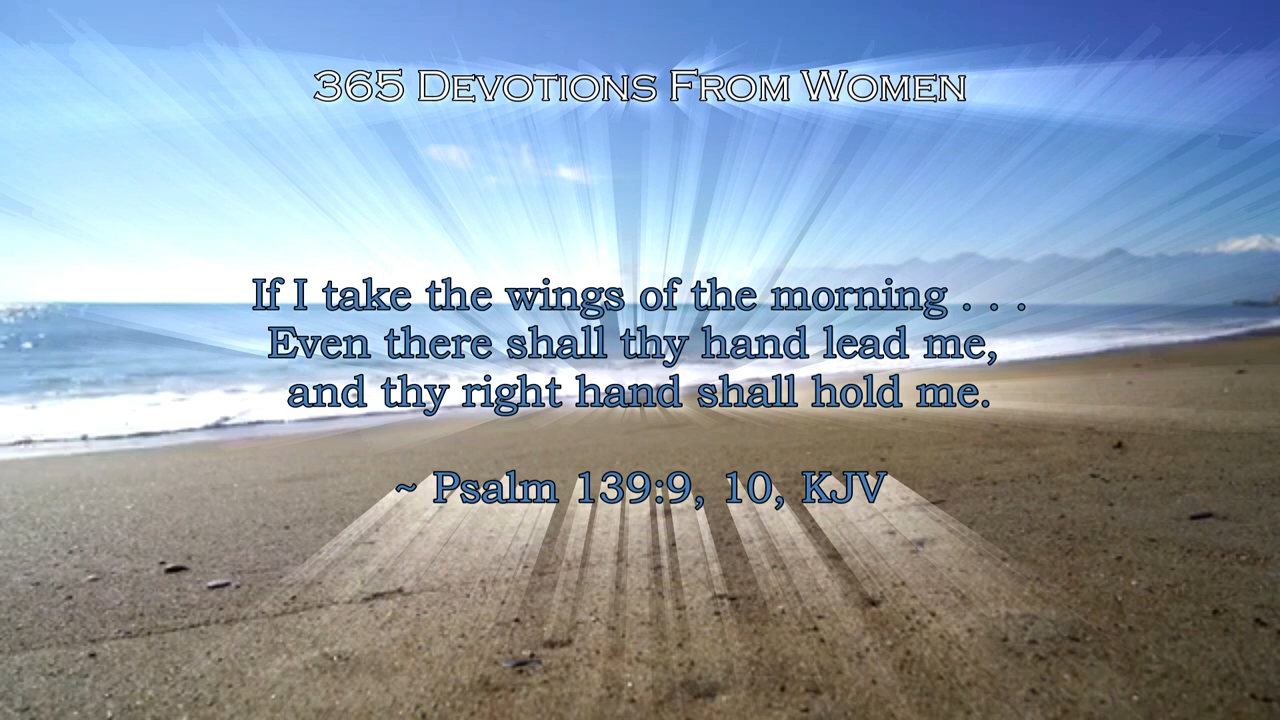 365 Devotions From Women
If I take the wings of the morning . . .
Even there shall thy hand lead me,
and thy right hand shall hold me.
~ Psalm 139:9, 10, KJV